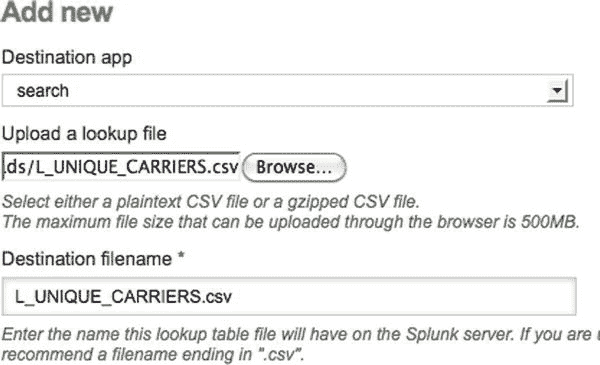 Add new
Destination app
search
Upload a lookup file
.ds/L_UNIQUE_CARRIERS.csv Browse...
Select either a plaintext CSV file or a gzipped CSV file.
The maximum file size that can be uploaded through the browser is 500MB.
Destination filename *
L_UNIQUE_CARRIERS.csv
Enter the name this lookup table file will have on the Splunk server. If you are
recommend a filename ending in ".csv".